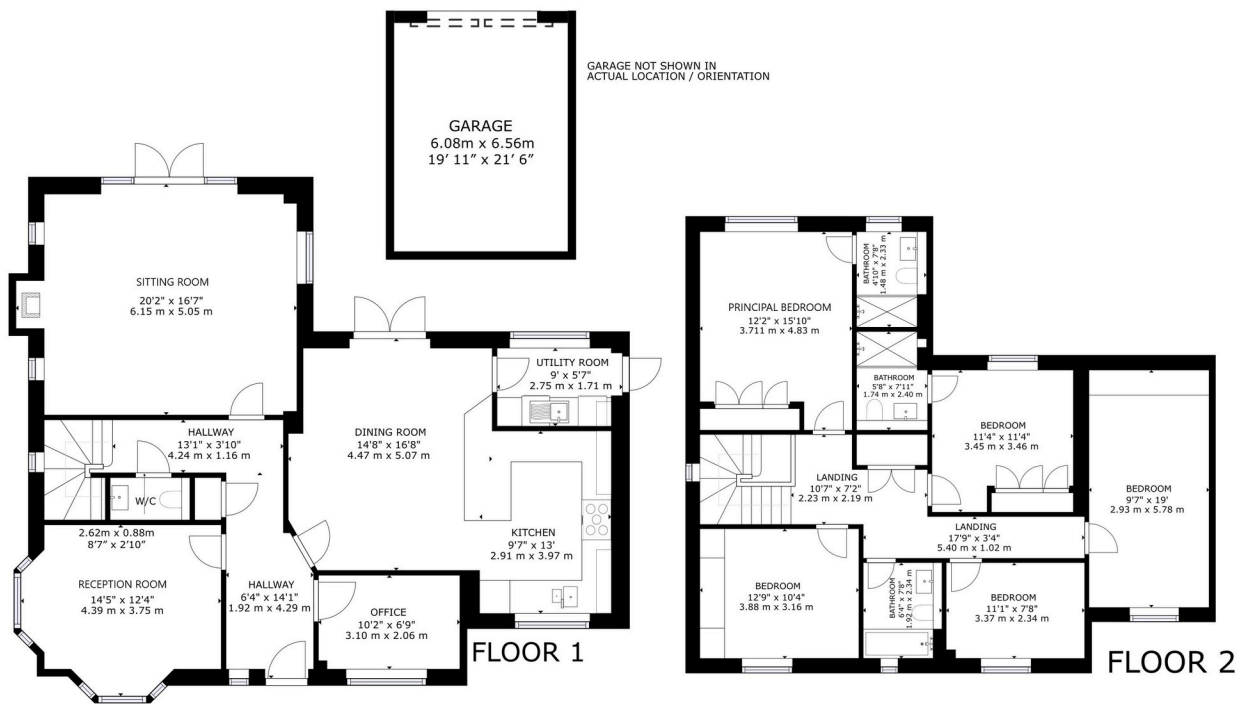 GARAGE
6.08m x 6.56m
19' 11" x 21' 6"
GARAGE NOT SHOWN IN
ACTUAL LOCATION / ORIENTATION
SITTING ROOM
20'2" x 16'7"
6.15 m x 5.05 m
UTILITY ROOM
9' x 5'7"
2.75 m x 1.71 m
HALLWAY
13'1" x 3'10"
4.24 m x 1.16 m
DINING ROOM
14'8" x 16'8"
4.47 m x 5.07 m
W/C
2.62m x 0.88m
8'7" x 2'10"
KITCHEN
9'7" x 13'
2.91 m x 3.97 m
RECEPTION ROOM
14'5" x 12'4"
4.39 m x 3.75 m
HALLWAY
6'4" x 14'1"
1.92 m x 4.29 m
OFFICE
10'2" x 6'9"
3.10 m x 2.06 m
FLOOR 1
PRINCIPAL BEDROOM
12'2" x 15'10"
3.711 m x 4.83 m
BATHROOM
4'10" x 7'8"
1.48 m x 2.33 m
BATHROOM
5'8" x 7'11"
1.74 m x 2.40 m
BEDROOM
11'4" x 11'4"
3.45 m x 3.46 m
BEDROOM
9'7" x 19'
2.93 m x 5.78 m
LANDING
10'7" x 7'2"
2.23 m x 2.19 m
LANDING
17'9" x 3'4"
5.40 m x 1.02 m
BEDROOM
12'9" x 10'4"
3.88 m x 3.16 m
BATHROOM
6'4" x 7'8"
1.92 m x 2.34 m
BEDROOM
11'1" x 7'8"
3.37 m x 2.34 m
FLOOR 2